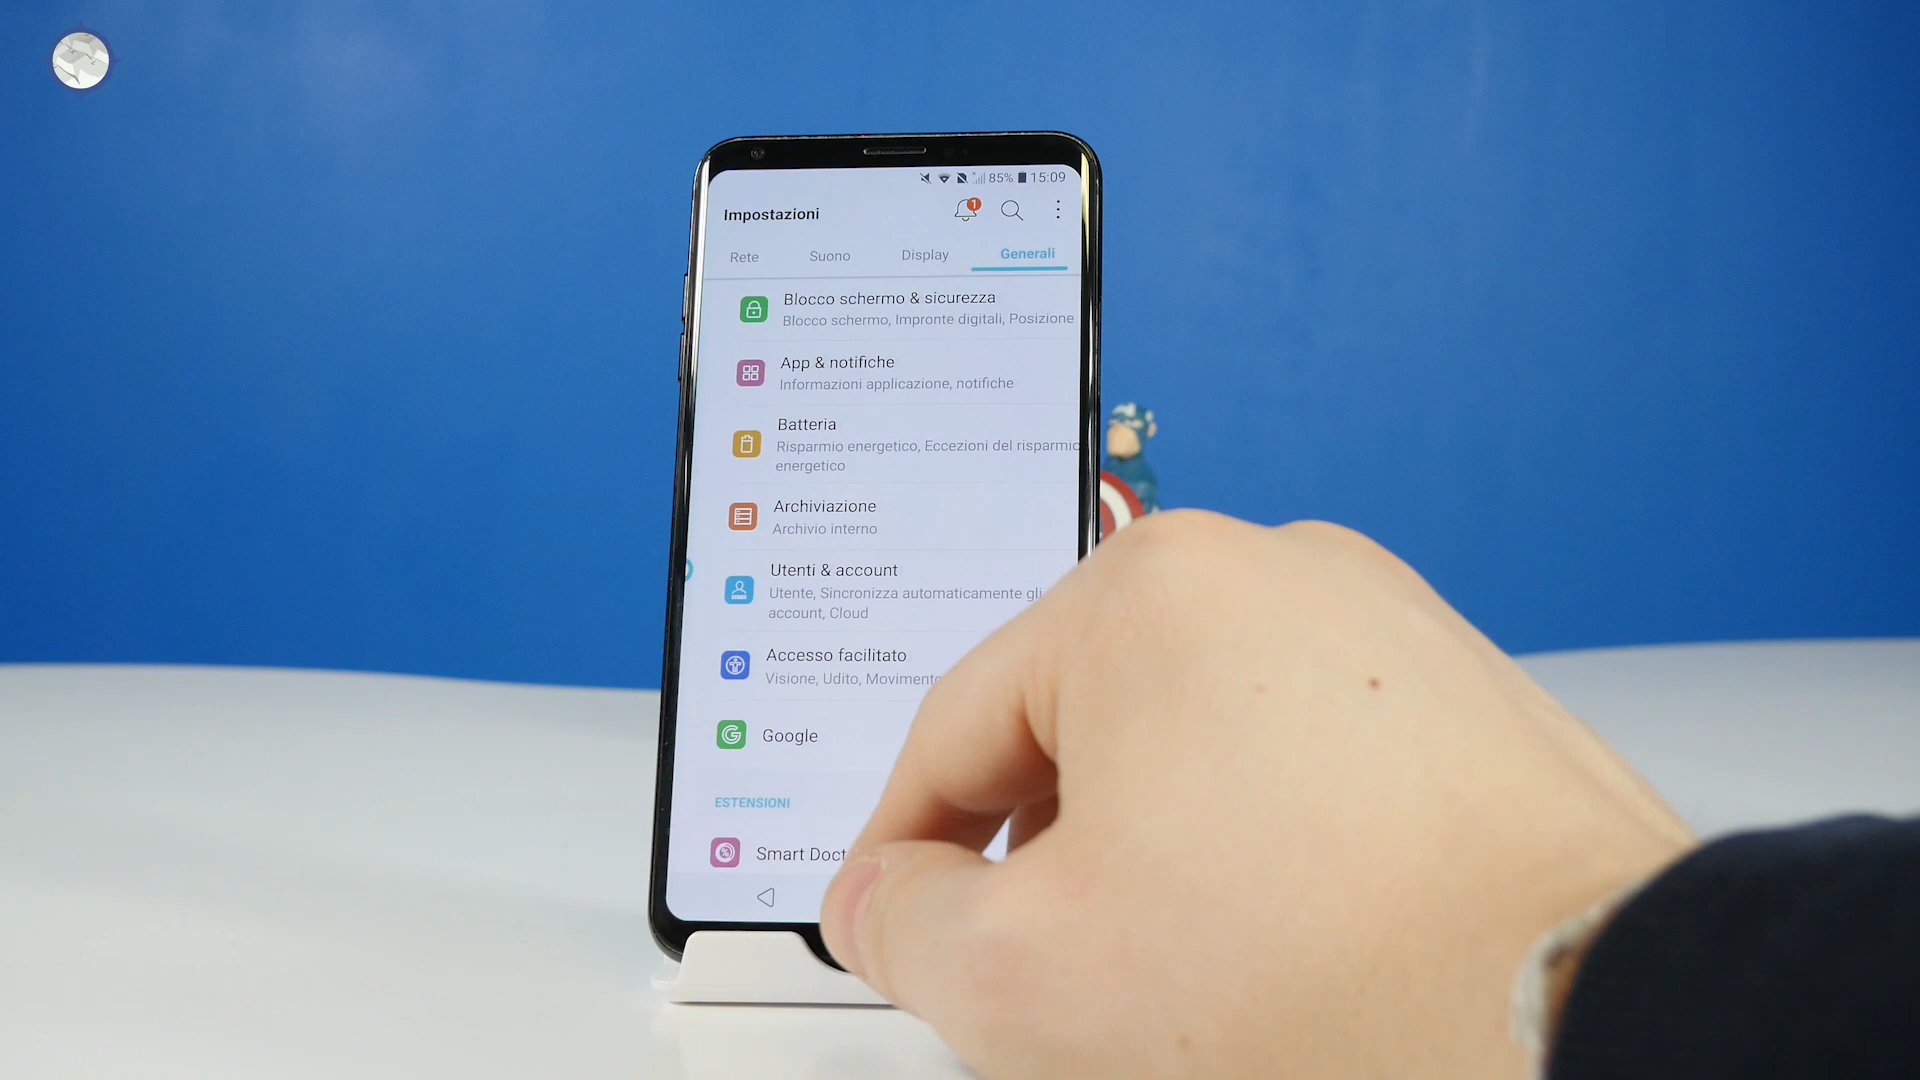 85% 15:09
Impostazioni
1
Rete Suono Display Generali
Blocco schermo & sicurezza
Blocco schermo, Impronte digitali, Posizione
App & notifiche
Informazioni applicazione, notifiche
Batteria
Risparmio energetico, Eccezioni del risparmio
energetico
Archiviazione
Archivio interno
Utenti & account
Utente, Sincronizza automaticamente gli
account, Cloud
Accesso facilitato
Visione, Udito, Movimento
Google
ESTENSIONI
Smart Doct